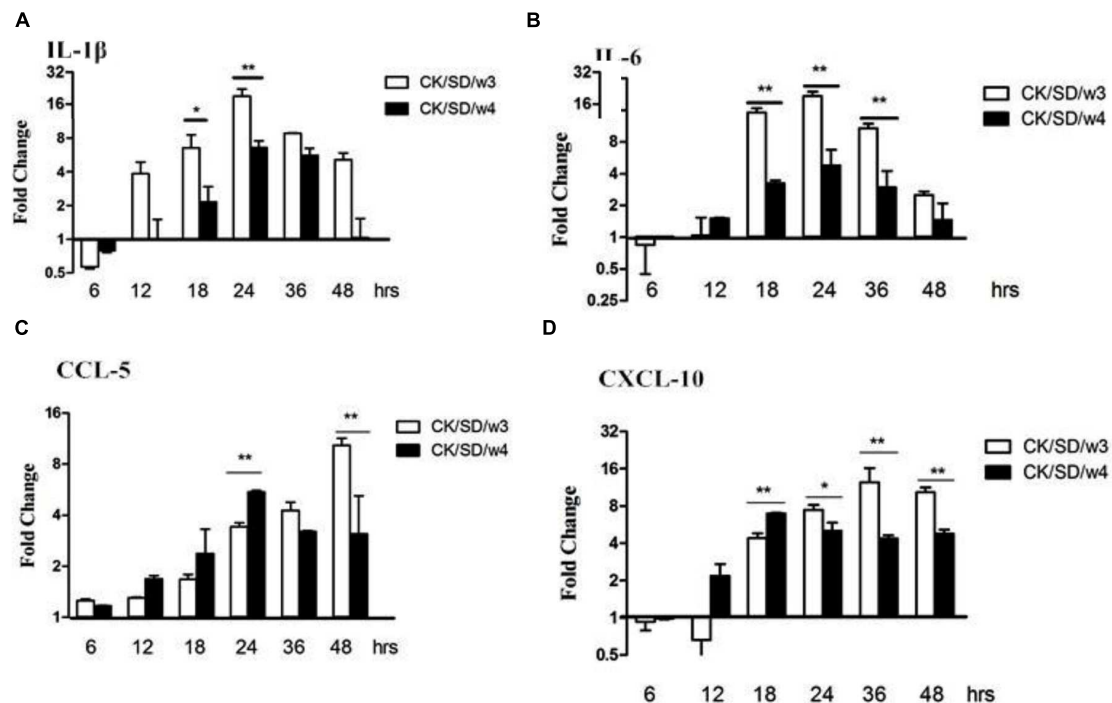 A
IL-1β
Fold Change
32
16
8
4
2
1
0.5
* **
CK/SD/w3
CK/SD/w4
6 12 18 24 36 48 hrs
B
IL-6
Fold Change
32
16
8
4
2
1
0.5
0.25
** ** **
CK/SD/w3
CK/SD/w4
6 12 18 24 36 48 hrs
C
CCL-5
Fold Change
16
8
4
2
1
** **
CK/SD/w3
CK/SD/w4
6 12 18 24 36 48 hrs
D
CXCL-10
Fold Change
32
16
8
4
2
1
0.5
** * ** **
CK/SD/w3
CK/SD/w4
6 12 18 24 36 48 hrs